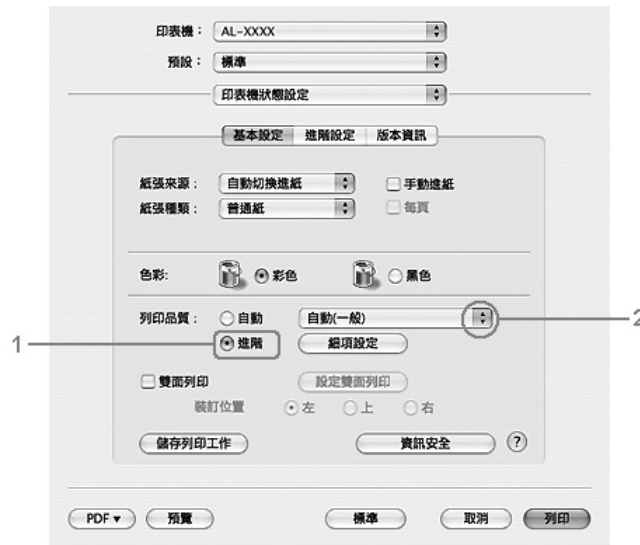 印表機： AL-XXXX
預設： 標準
印表機狀態設定
基本設定 進階設定 版本資訊
紙張來源： 自動切換進紙 手動進紙
紙張種類： 普通紙 每頁
色彩: 彩色 黑色
列印品質： 自動 自動(一般) 2
1 進階 細項設定
雙面列印 設定雙面列印
裝訂位置 左 上 右
儲存列印工作 資訊安全 ?
PDF ▼ 預覽 標準 取消 列印